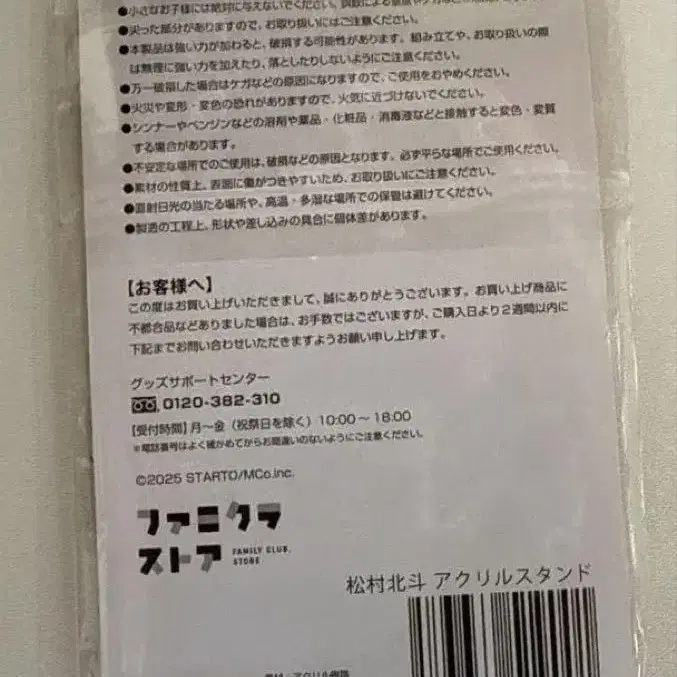 ●小さなお子様には絶対に与えないでください。誤飲による窒息やケガなどの
●尖った部分がありますので、お取り扱いにはご注意ください。
●本製品は強い力が加わると、破損する可能性があります。組み立てや、お取り扱いの際
は無理に強い力を加えたり、落としたりしないようにご注意ください。
●万一破損した場合はケガなどの原因になりますので、ご使用をおやめください。
●火災や変形・変色の恐れがありますので、火気に近づけないでください。
●シンナーやベンジンなどの溶剤や薬品・化粧品・消毒液などと接触すると変色・変質
する場合があります。
●不安定な場所でのご使用は、破損などの原因となります。必ず平らな場所でご使用ください。
●素材の性質上、表面に傷がつきやすいため、お取り扱いにご注意ください。
●直射日光の当たる場所や、高温・多湿な場所での保管は避けてください。
●製造の工程上、形状や差し込みの具合に個体差があります。
【お客様へ】
この度はお買い上げいただきまして、誠にありがとうございます。お買い上げ商品に
不都合品などありました場合は、お手数ではございますが、ご購入日より2週間以内に
下記までお問い合わせいただきますようお願い申し上げます。
グッズサポートセンター
0120-382-310
【受付時間】月〜金（祝祭日を除く）10:00〜18:00
※電話番号はよく確かめてからお間違いのないようにご注意ください。
©2025 STARTO/MCo.inc.
ファミクラ
ストア FAMILY CLUB STORE
松村北斗 アクリルスタンド